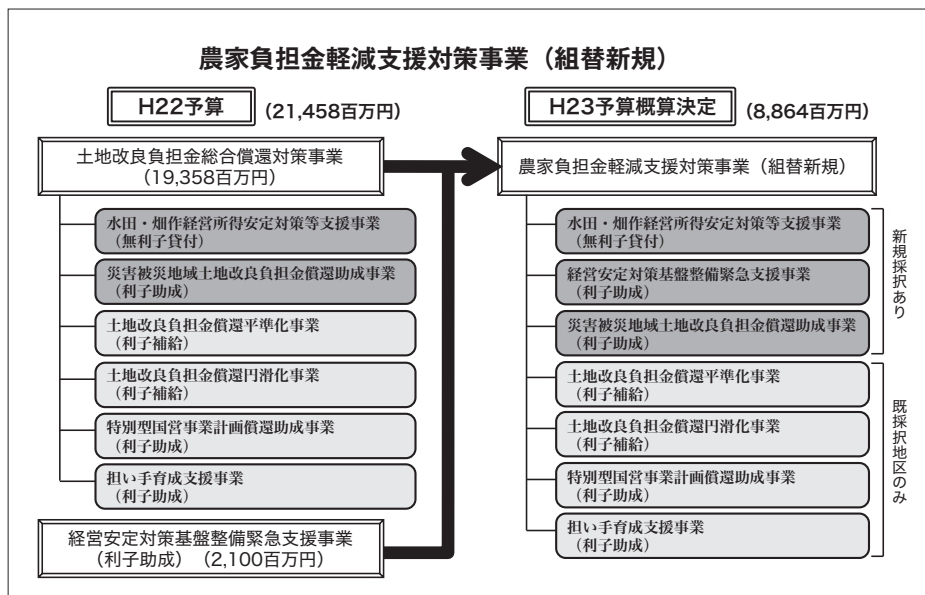 農家負担金軽減支援対策事業（組替新規）
H22予算
（21,458百万円）
土地改良負担金総合償還対策事業
（19,358百万円）
水田・畑作経営所得安定対策等支援事業
（無利子貸付）
災害被災地域土地改良負担金償還助成事業
（利子助成）
土地改良負担金償還平準化事業
（利子補給）
土地改良負担金償還円滑化事業
（利子補給）
特別型国営事業計画償還助成事業
（利子助成）
担い手育成支援事業
（利子助成）
経営安定対策基盤整備緊急支援事業
（利子助成）（2,100百万円）
H23予算概算決定
（8,864百万円）
農家負担金軽減支援対策事業（組替新規）
水田・畑作経営所得安定対策等支援事業
（無利子貸付）
経営安定対策基盤整備緊急支援事業
（利子助成）
災害被災地域土地改良負担金償還助成事業
（利子助成）
新規採択あり
土地改良負担金償還平準化事業
（利子補給）
土地改良負担金償還円滑化事業
（利子補給）
特別型国営事業計画償還助成事業
（利子助成）
担い手育成支援事業
（利子助成）
既採択地区のみ